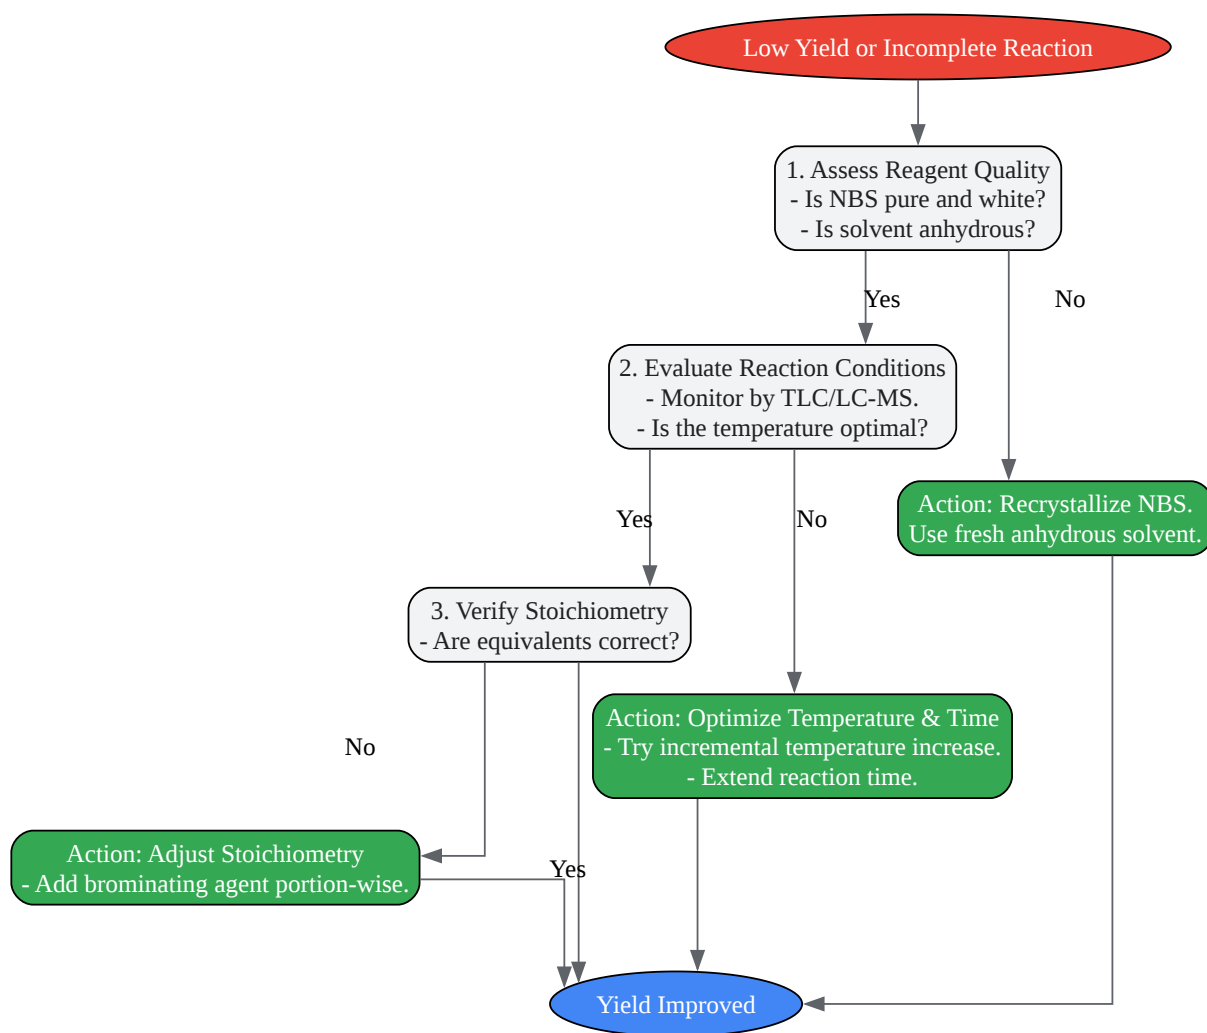 Low Yield or Incomplete Reaction
1. Assess Reagent Quality
- Is NBS pure and white?
- Is solvent anhydrous?
Yes
No
2. Evaluate Reaction Conditions
- Monitor by TLC/LC-MS.
- Is the temperature optimal?
Action: Recrystallize NBS.
Use fresh anhydrous solvent.
Yes
No
3. Verify Stoichiometry
- Are equivalents correct?
Action: Optimize Temperature & Time
- Try incremental temperature increase.
- Extend reaction time.
No
Action: Adjust Stoichiometry
- Add brominating agent portion-wise.
Yes
Yield Improved